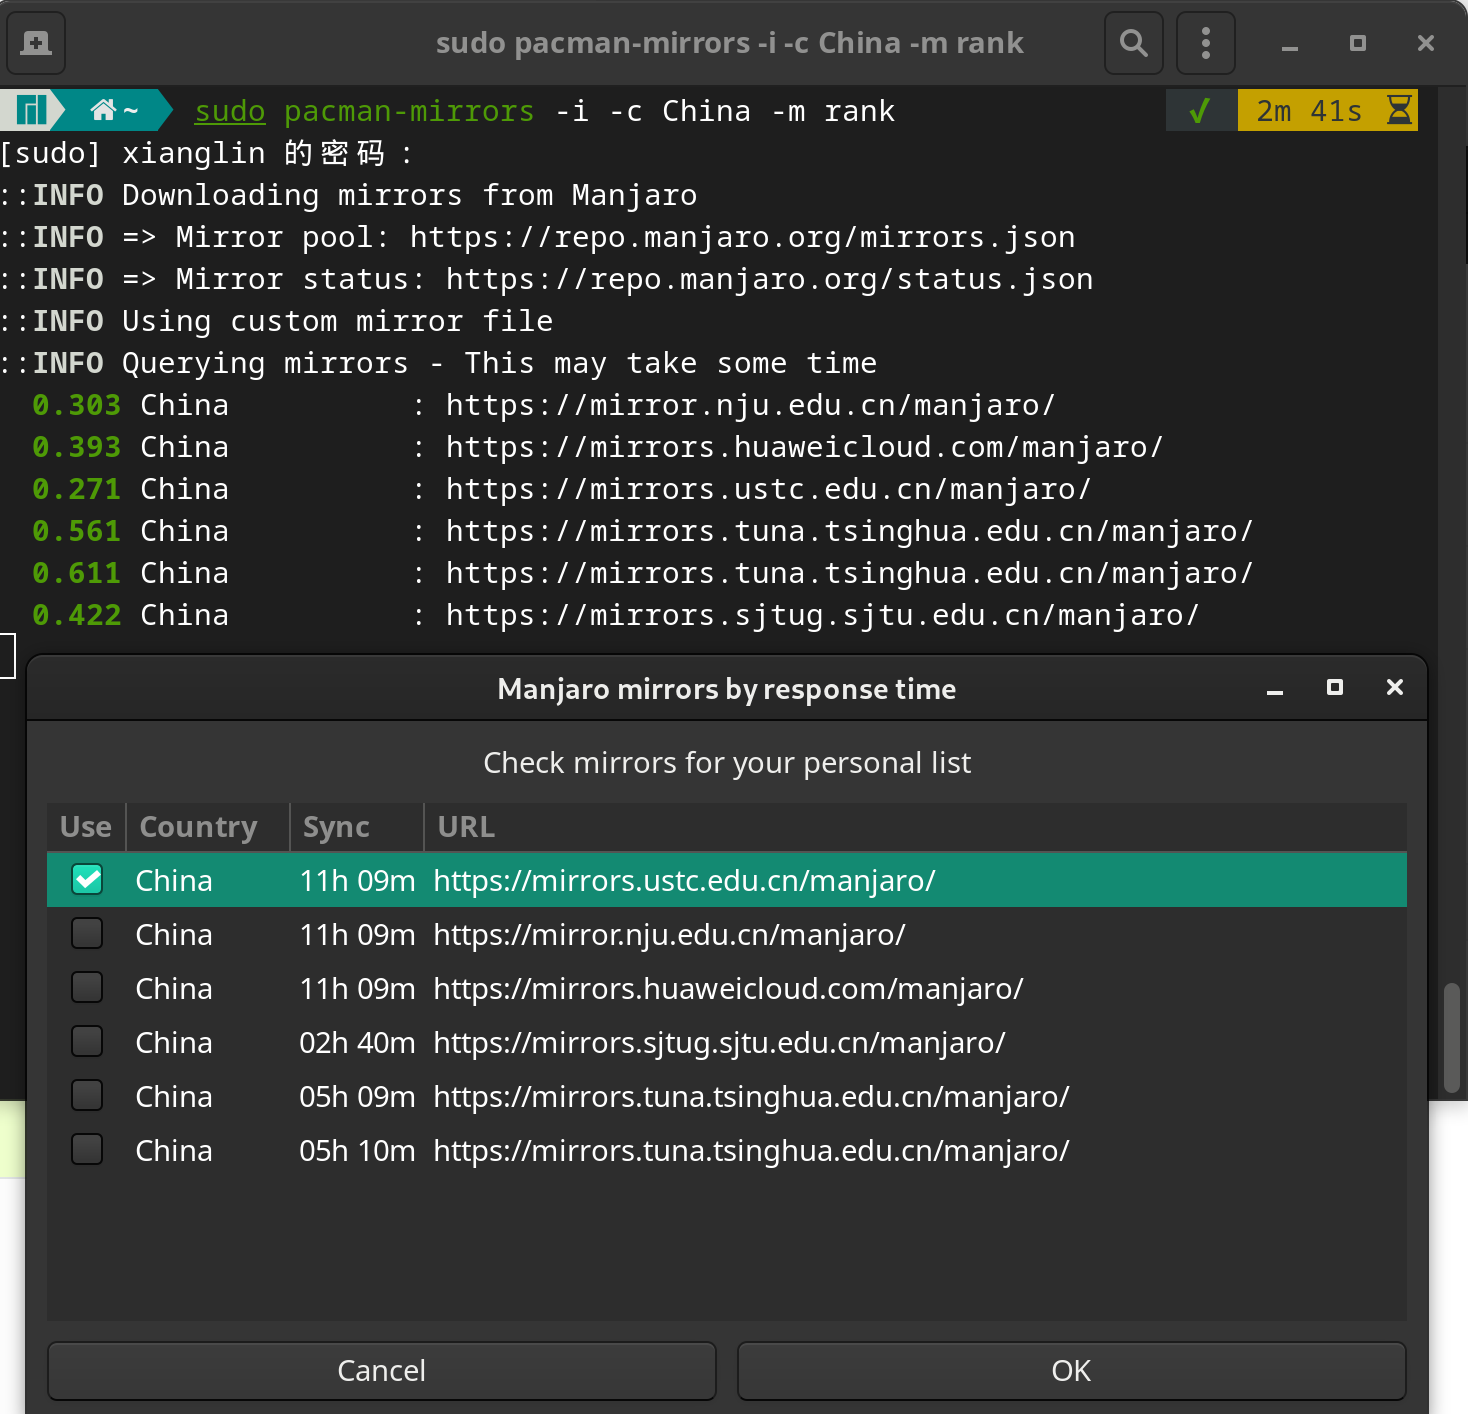 sudo pacman-mirrors -i -c China -m rank
~ sudo pacman-mirrors -i -c China -m rank ✓ 2m 41s
[sudo] xianglin 的密码：
::INFO Downloading mirrors from Manjaro
::INFO => Mirror pool: https://repo.manjaro.org/mirrors.json
::INFO => Mirror status: https://repo.manjaro.org/status.json
::INFO Using custom mirror file
::INFO Querying mirrors - This may take some time
0.303 China : https://mirror.nju.edu.cn/manjaro/
0.393 China : https://mirrors.huaweicloud.com/manjaro/
0.271 China : https://mirrors.ustc.edu.cn/manjaro/
0.561 China : https://mirrors.tuna.tsinghua.edu.cn/manjaro/
0.611 China : https://mirrors.tuna.tsinghua.edu.cn/manjaro/
0.422 China : https://mirrors.sjtug.sjtu.edu.cn/manjaro/
Manjaro mirrors by response time
Check mirrors for your personal list
Use Country Sync URL
China 11h 09m https://mirrors.ustc.edu.cn/manjaro/
China 11h 09m https://mirror.nju.edu.cn/manjaro/
China 11h 09m https://mirrors.huaweicloud.com/manjaro/
China 02h 40m https://mirrors.sjtug.sjtu.edu.cn/manjaro/
China 05h 09m https://mirrors.tuna.tsinghua.edu.cn/manjaro/
China 05h 10m https://mirrors.tuna.tsinghua.edu.cn/manjaro/
Cancel OK